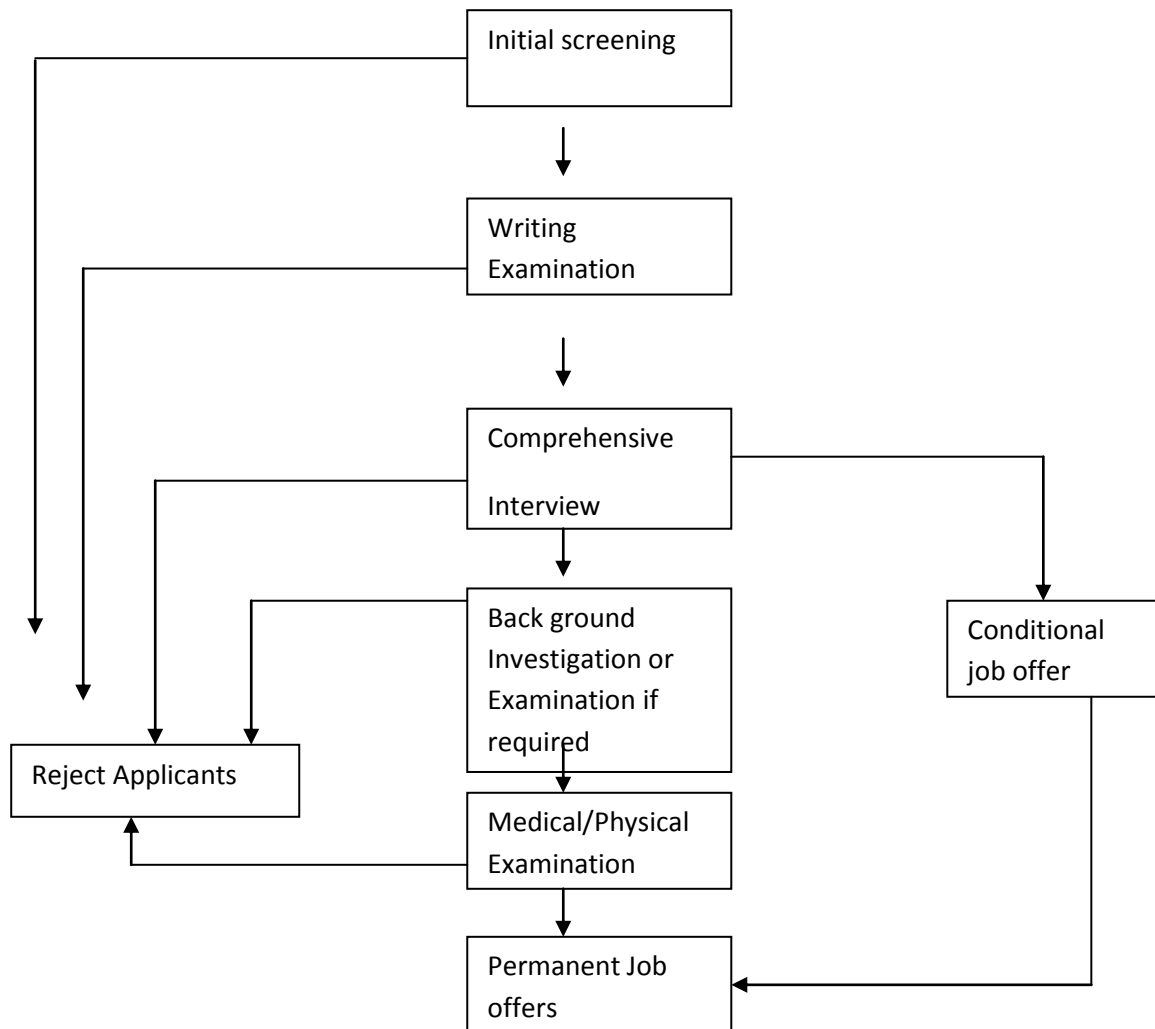 Initial screening
Writing
Examination
Comprehensive
Interview
Back ground
Investigation or
Examination if
required
Conditional
job offer
Reject Applicants
Medical/Physical
Examination
Permanent Job
offers